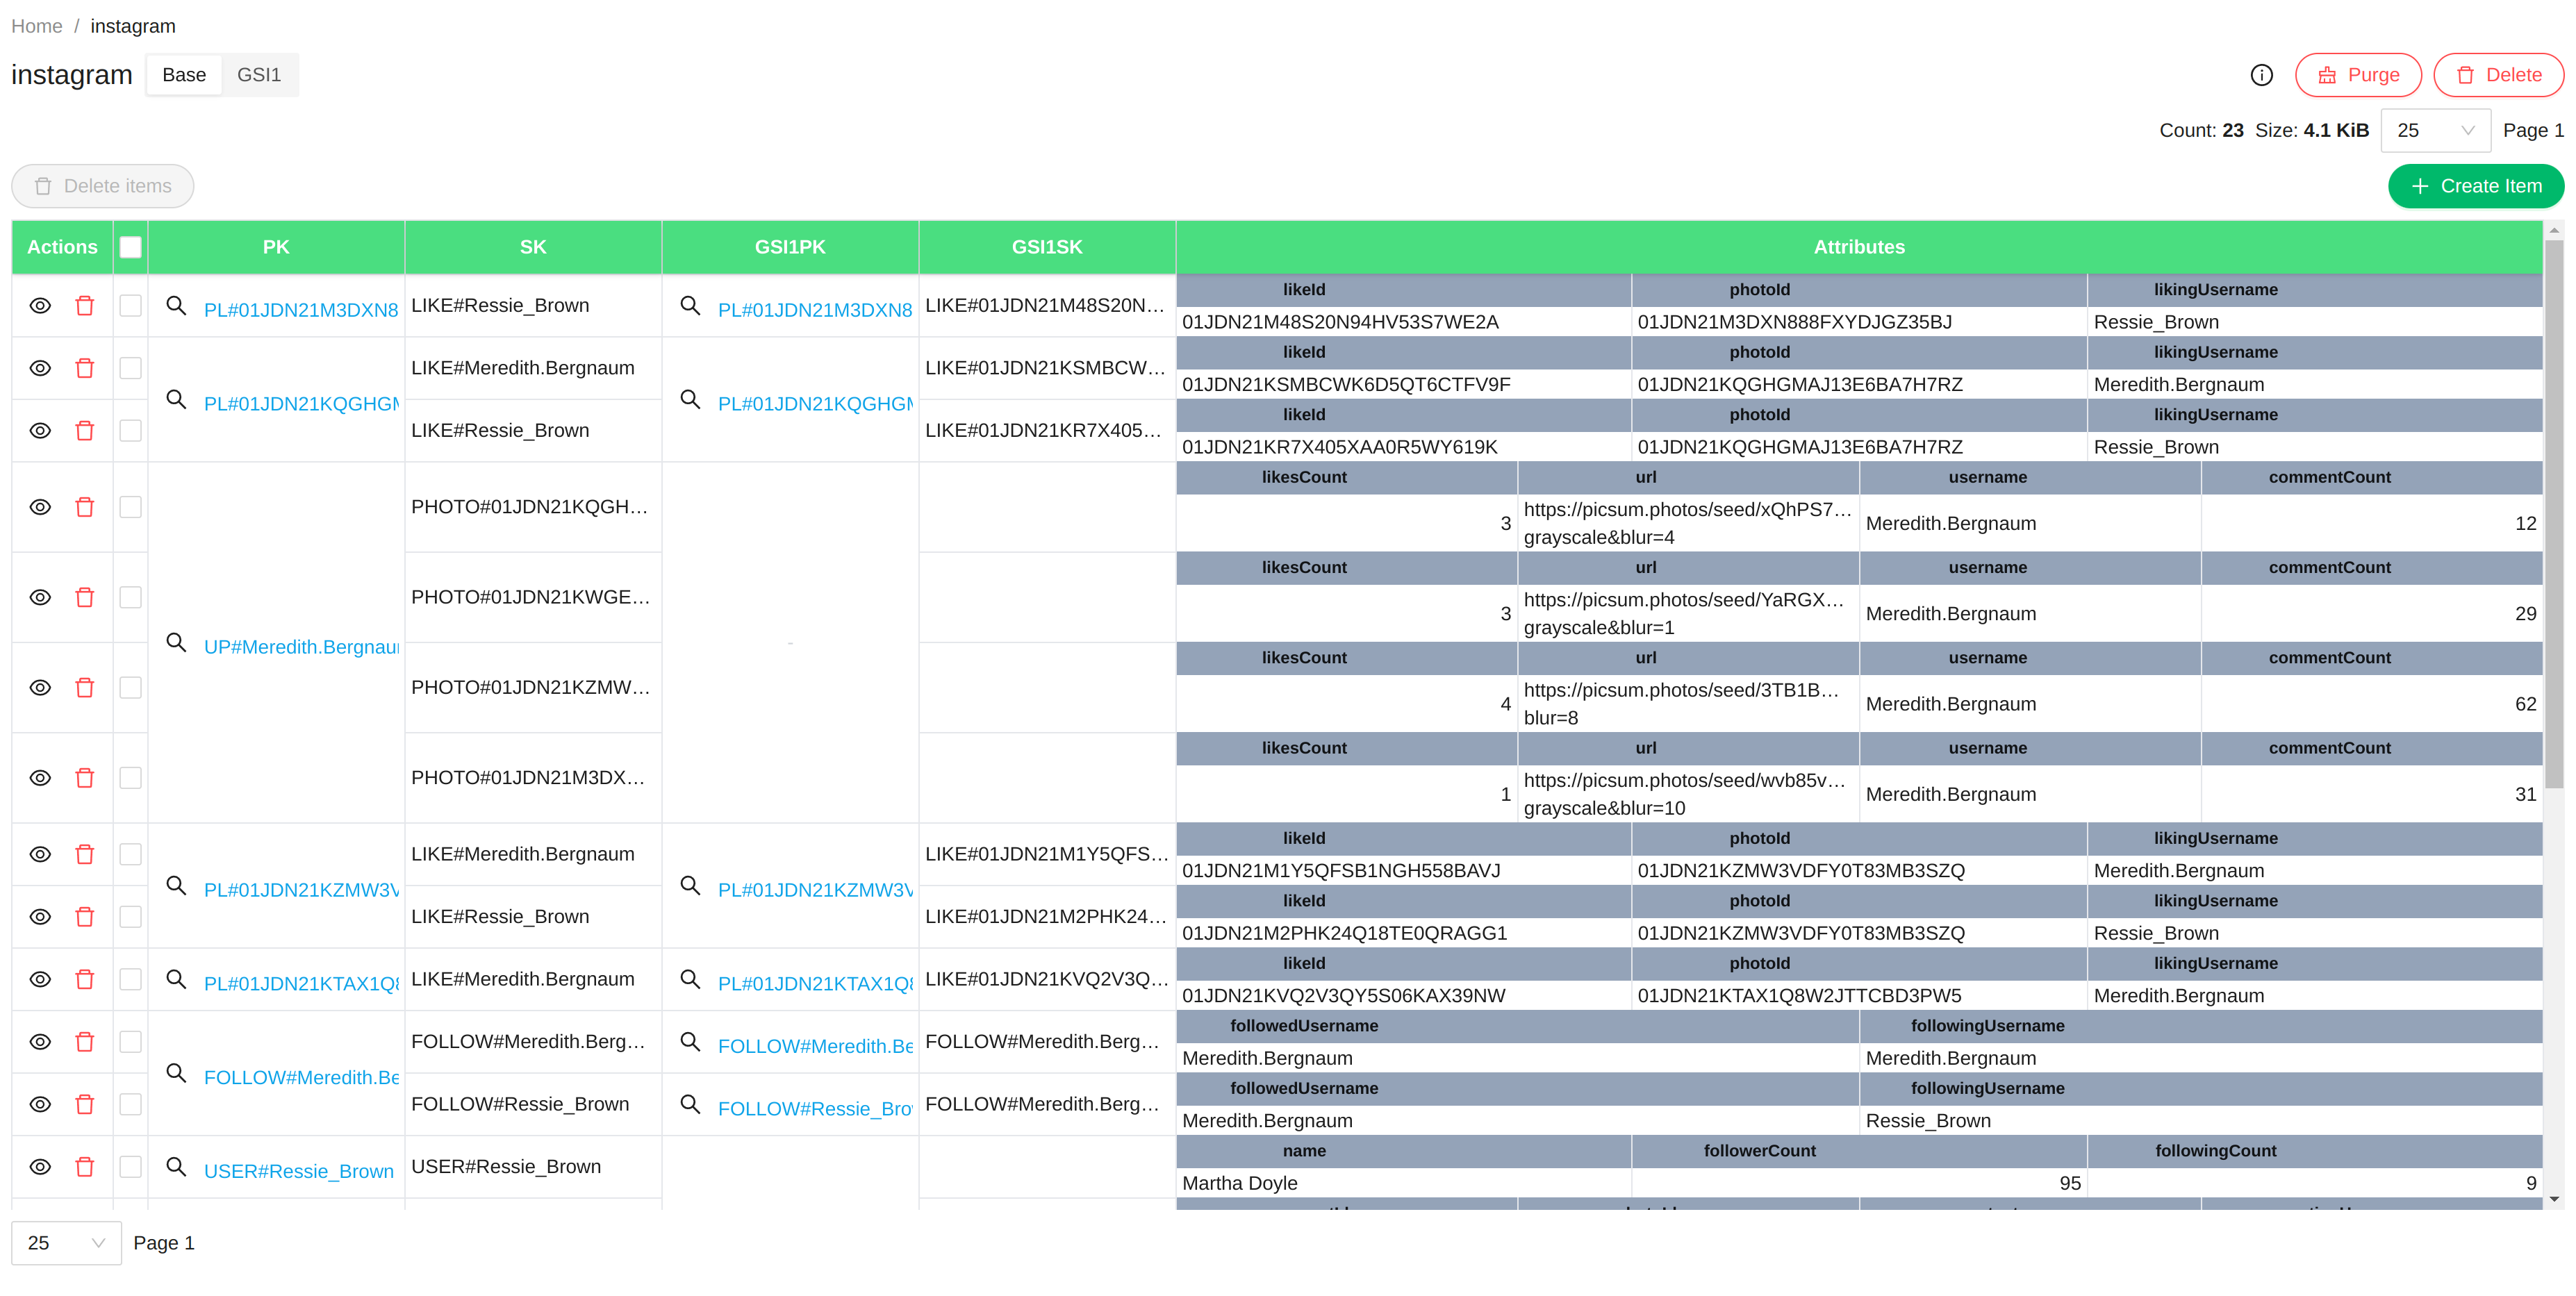 Home / instagram
instagram Base GSI1 Purge Delete
Count: 23 Size: 4.1 KiB 25 Page 1
Delete items Create Item
Actions PK SK GSI1PK GSI1SK Attributes
likeId photoId likingUsername
PL#01JDN21M3DXN8 LIKE#Ressie_Brown PL#01JDN21M3DXN8 LIKE#01JDN21M48S20N… 01JDN21M48S20N94HV53S7WE2A 01JDN21M3DXN888FXYDJGZ35BJ Ressie_Brown
likeId photoId likingUsername
LIKE#Meredith.Bergnaum LIKE#01JDN21KSMBCW… 01JDN21KSMBCWK6D5QT6CTFV9F 01JDN21KQGHGMAJ13E6BA7H7RZ Meredith.Bergnaum
PL#01JDN21KQGHGM PL#01JDN21KQGHGM
likeId photoId likingUsername
LIKE#Ressie_Brown LIKE#01JDN21KR7X405… 01JDN21KR7X405XAA0R5WY619K 01JDN21KQGHGMAJ13E6BA7H7RZ Ressie_Brown
likesCount url username commentCount
PHOTO#01JDN21KQGH… 3 https://picsum.photos/seed/xQhPS7… Meredith.Bergnaum 12
grayscale&blur=4
likesCount url username commentCount
PHOTO#01JDN21KWGE… 3 https://picsum.photos/seed/YaRGX… Meredith.Bergnaum 29
grayscale&blur=1
UP#Meredith.Bergnau -
likesCount url username commentCount
PHOTO#01JDN21KZMW… 4 https://picsum.photos/seed/3TB1B… Meredith.Bergnaum 62
blur=8
likesCount url username commentCount
PHOTO#01JDN21M3DX… 1 https://picsum.photos/seed/wvb85v… Meredith.Bergnaum 31
grayscale&blur=10
likeId photoId likingUsername
LIKE#Meredith.Bergnaum LIKE#01JDN21M1Y5QFS… 01JDN21M1Y5QFSB1NGH558BAVJ 01JDN21KZMW3VDFY0T83MB3SZQ Meredith.Bergnaum
PL#01JDN21KZMW3V PL#01JDN21KZMW3V
likeId photoId likingUsername
LIKE#Ressie_Brown LIKE#01JDN21M2PHK24… 01JDN21M2PHK24Q18TE0QRAGG1 01JDN21KZMW3VDFY0T83MB3SZQ Ressie_Brown
likeId photoId likingUsername
PL#01JDN21KTAX1Q8 LIKE#Meredith.Bergnaum PL#01JDN21KTAX1Q8 LIKE#01JDN21KVQ2V3Q… 01JDN21KVQ2V3QY5S06KAX39NW 01JDN21KTAX1Q8W2JTTCBD3PW5 Meredith.Bergnaum
followedUsername followingUsername
FOLLOW#Meredith.Berg… FOLLOW#Meredith.Be FOLLOW#Meredith.Berg… Meredith.Bergnaum Meredith.Bergnaum
FOLLOW#Meredith.Be
followedUsername followingUsername
FOLLOW#Ressie_Brown FOLLOW#Ressie_Bro FOLLOW#Meredith.Berg… Meredith.Bergnaum Ressie_Brown
name followerCount followingCount
USER#Ressie_Brown USER#Ressie_Brown Martha Doyle 95 9
25 Page 1